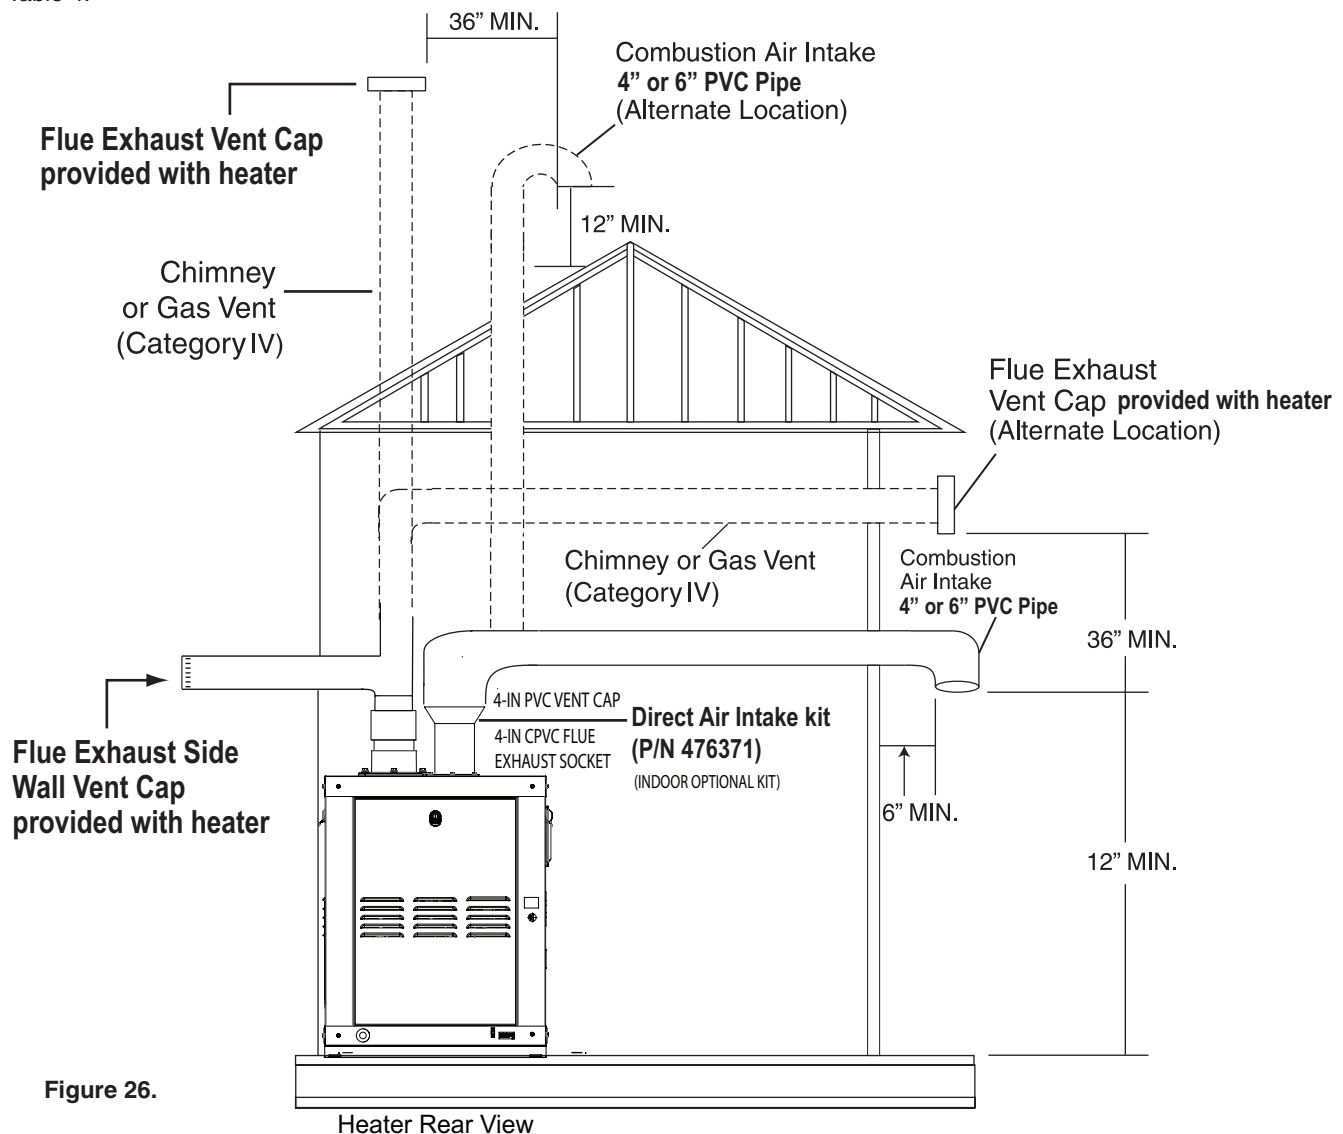 36” MIN.
Combustion Air Intake
4” or 6” PVC Pipe
(Alternate Location)
Flue Exhaust Vent Cap
provided with heater
12” MIN.
Chimney
or Gas Vent
(Category IV)
Flue Exhaust
Vent Cap provided with heater
(Alternate Location)
Chimney or Gas Vent
(Category IV)
Combustion
Air Intake
4” or 6” PVC Pipe
36” MIN.
4-IN PVC VENT CAP
4-IN CPVC FLUE
EXHAUST SOCKET
Direct Air Intake kit
(P/N 476371)
(INDOOR OPTIONAL KIT)
Flue Exhaust Side
Wall Vent Cap
provided with heater
6” MIN.
12” MIN.
Figure 26.
Heater Rear View